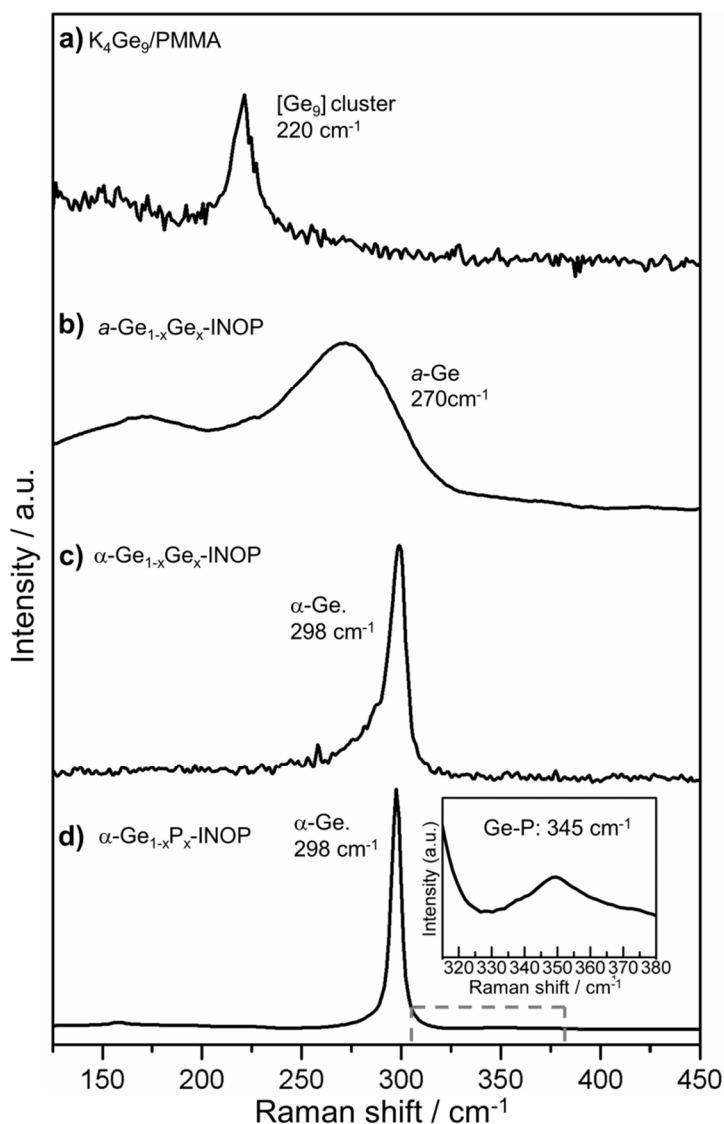 a) K₄Ge₉/PMMA
[Ge₉] cluster
220 cm⁻¹
b) a-Ge₁₋ₓGeₓ-INOP
a-Ge
270cm⁻¹
c) α-Ge₁₋ₓGeₓ-INOP
α-Ge.
298 cm⁻¹
d) α-Ge₁₋ₓPₓ-INOP
α-Ge.
298 cm⁻¹
Ge-P: 345 cm⁻¹
Intensity (a.u.)
320 330 340 350 360 370 380
Raman shift / cm⁻¹
Intensity / a.u.
150 200 250 300 350 400 450
Raman shift / cm⁻¹